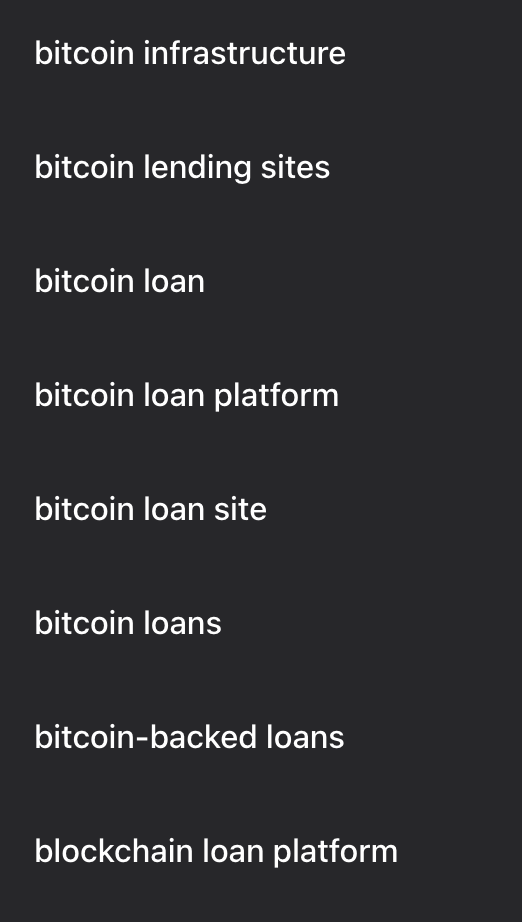 bitcoin infrastructure
bitcoin lending sites
bitcoin loan
bitcoin loan platform
bitcoin loan site
bitcoin loans
bitcoin-backed loans
blockchain loan platform